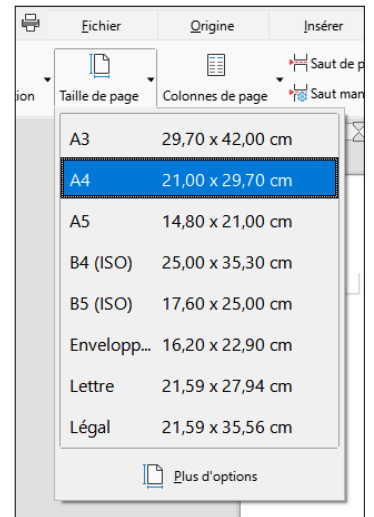 Fichier Origine Insérer
Saut de p
ion Taille de page Colonnes de page Saut man
A3 29,70 x 42,00 cm
A4 21,00 x 29,70 cm
A5 14,80 x 21,00 cm
B4 (ISO) 25,00 x 35,30 cm
B5 (ISO) 17,60 x 25,00 cm
Envelopp... 16,20 x 22,90 cm
Lettre 21,59 x 27,94 cm
Légal 21,59 x 35,56 cm
Plus d'options